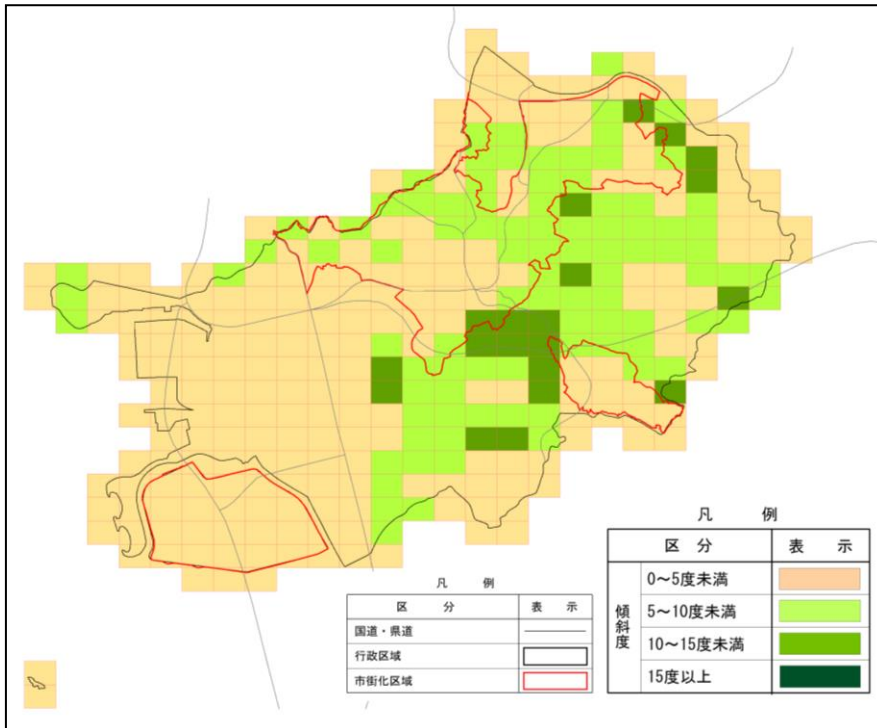 凡 例
区 分 表 示
国道・県道
行政区域
市街化区域
凡 例
区 分 表 示
傾斜度
0～5度未満
5～10度未満
10～15度未満
15度以上